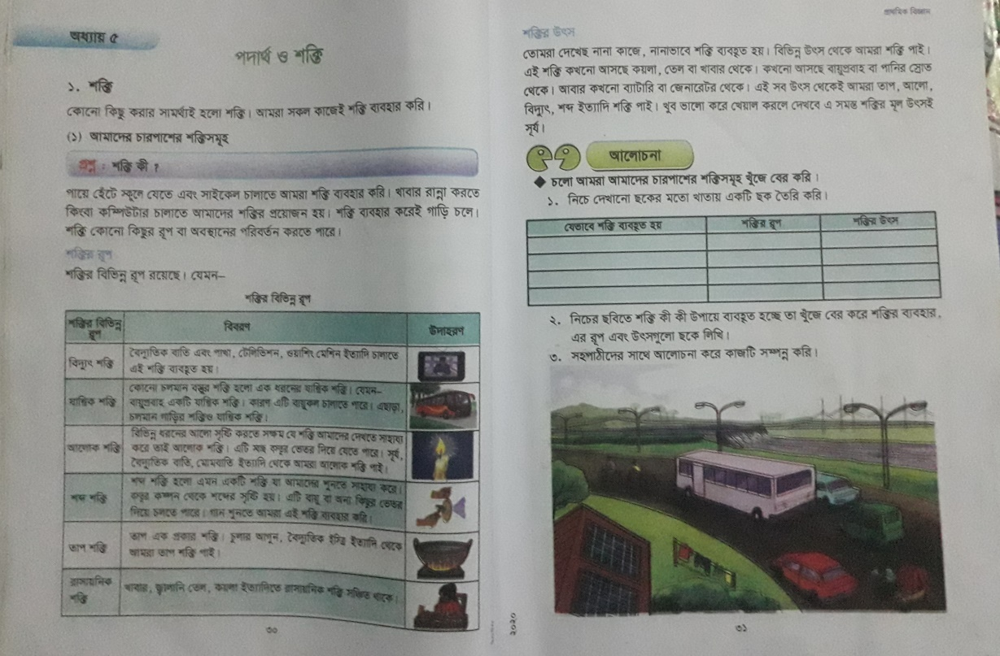 অধ্যায় ৫
পদার্থ ও শক্তি
১. শক্তি
কোনো কিছু করার সামর্থ্যই হলো শক্তি। আমরা সকল কাজেই শক্তি ব্যবহার করি।
(১) আমাদের চারপাশের শক্তিসমূহ
প্রশ্ন : শক্তি কী ?
পায়ে হেঁটে স্কুলে যেতে এবং সাইকেল চালাতে আমরা শক্তি ব্যবহার করি। খাবার রান্না করতে
কিংবা কম্পিউটার চালাতে আমাদের শক্তির প্রয়োজন হয়। শক্তি ব্যবহার করেই গাড়ি চলে।
শক্তি কোনো কিছুর রূপ বা অবস্থানের পরিবর্তন করতে পারে।
শক্তির রূপ
শক্তির বিভিন্ন রূপ রয়েছে। যেমন–
শক্তির বিভিন্ন রূপ
শক্তির বিভিন্ন রূপ
বিবরণ
উদাহরণ
বিদ্যুৎ শক্তি
বৈদ্যুতিক বাতি এবং পাখা, টেলিভিশন, ওয়াশিং মেশিন ইত্যাদি চালাতে
এই শক্তি ব্যবহৃত হয়।
যান্ত্রিক শক্তি
কোনো চলমান বস্তুর শক্তি হলো এক ধরনের যান্ত্রিক শক্তি। যেমন–
বায়ুপ্রবাহ একটি যান্ত্রিক শক্তি। কারণ এটি বায়ুকল চালাতে পারে। এছাড়া,
চলমান গাড়ির শক্তিও যান্ত্রিক শক্তি।
আলোক শক্তি
বিভিন্ন ধরনের আলো সৃষ্টি করতে সক্ষম যে শক্তি আমাদের দেখতে সাহায্য
করে তাই আলোক শক্তি। এটি স্বচ্ছ বস্তুর ভেতর দিয়ে যেতে পারে। সূর্য,
বৈদ্যুতিক বাতি, মোমবাতি ইত্যাদি থেকে আমরা আলোক শক্তি পাই।
শব্দ শক্তি
শব্দ শক্তি হলো এমন একটি শক্তি যা আমাদের শুনতে সাহায্য করে।
বস্তুর কম্পন থেকে শব্দের সৃষ্টি হয়। এটি বায়ু বা অন্য কিছুর ভেতর
দিয়ে চলতে পারে। গান শুনতে আমরা এই শক্তি ব্যবহার করি।
তাপ শক্তি
তাপ এক প্রকার শক্তি। চুলার আগুন, বৈদ্যুতিক ইস্ত্রি ইত্যাদি থেকে
আমরা তাপ শক্তি পাই।
রাসায়নিক শক্তি
খাবার, জ্বালানি তেল, কয়লা ইত্যাদিতে রাসায়নিক শক্তি সঞ্চিত থাকে।
৩০
২০২০
প্রাথমিক বিজ্ঞান
শক্তির উৎস
তোমরা দেখেছ নানা কাজে, নানাভাবে শক্তি ব্যবহৃত হয়। বিভিন্ন উৎস থেকে আমরা শক্তি পাই।
এই শক্তি কখনো আসছে কয়লা, তেল বা খাবার থেকে। কখনো আসছে বায়ুপ্রবাহ বা পানির স্রোত
থেকে। আবার কখনো ব্যাটারি বা জেনারেটর থেকে। এই সব উৎস থেকেই আমরা তাপ, আলো,
বিদ্যুৎ, শব্দ ইত্যাদি শক্তি পাই। খুব ভালো করে খেয়াল করলে দেখবে এ সমস্ত শক্তির মূল উৎসই
সূর্য।
আলোচনা
◆ চলো আমরা আমাদের চারপাশের শক্তিসমূহ খুঁজে বের করি।
১. নিচে দেখানো ছকের মতো খাতায় একটি ছক তৈরি করি।
যেভাবে শক্তি ব্যবহৃত হয়
শক্তির রূপ
শক্তির উৎস
২. নিচের ছবিতে শক্তি কী কী উপায়ে ব্যবহৃত হচ্ছে তা খুঁজে বের করে শক্তির ব্যবহার,
এর রূপ এবং উৎসগুলো ছকে লিখি।
৩. সহপাঠীদের সাথে আলোচনা করে কাজটি সম্পন্ন করি।
৩১